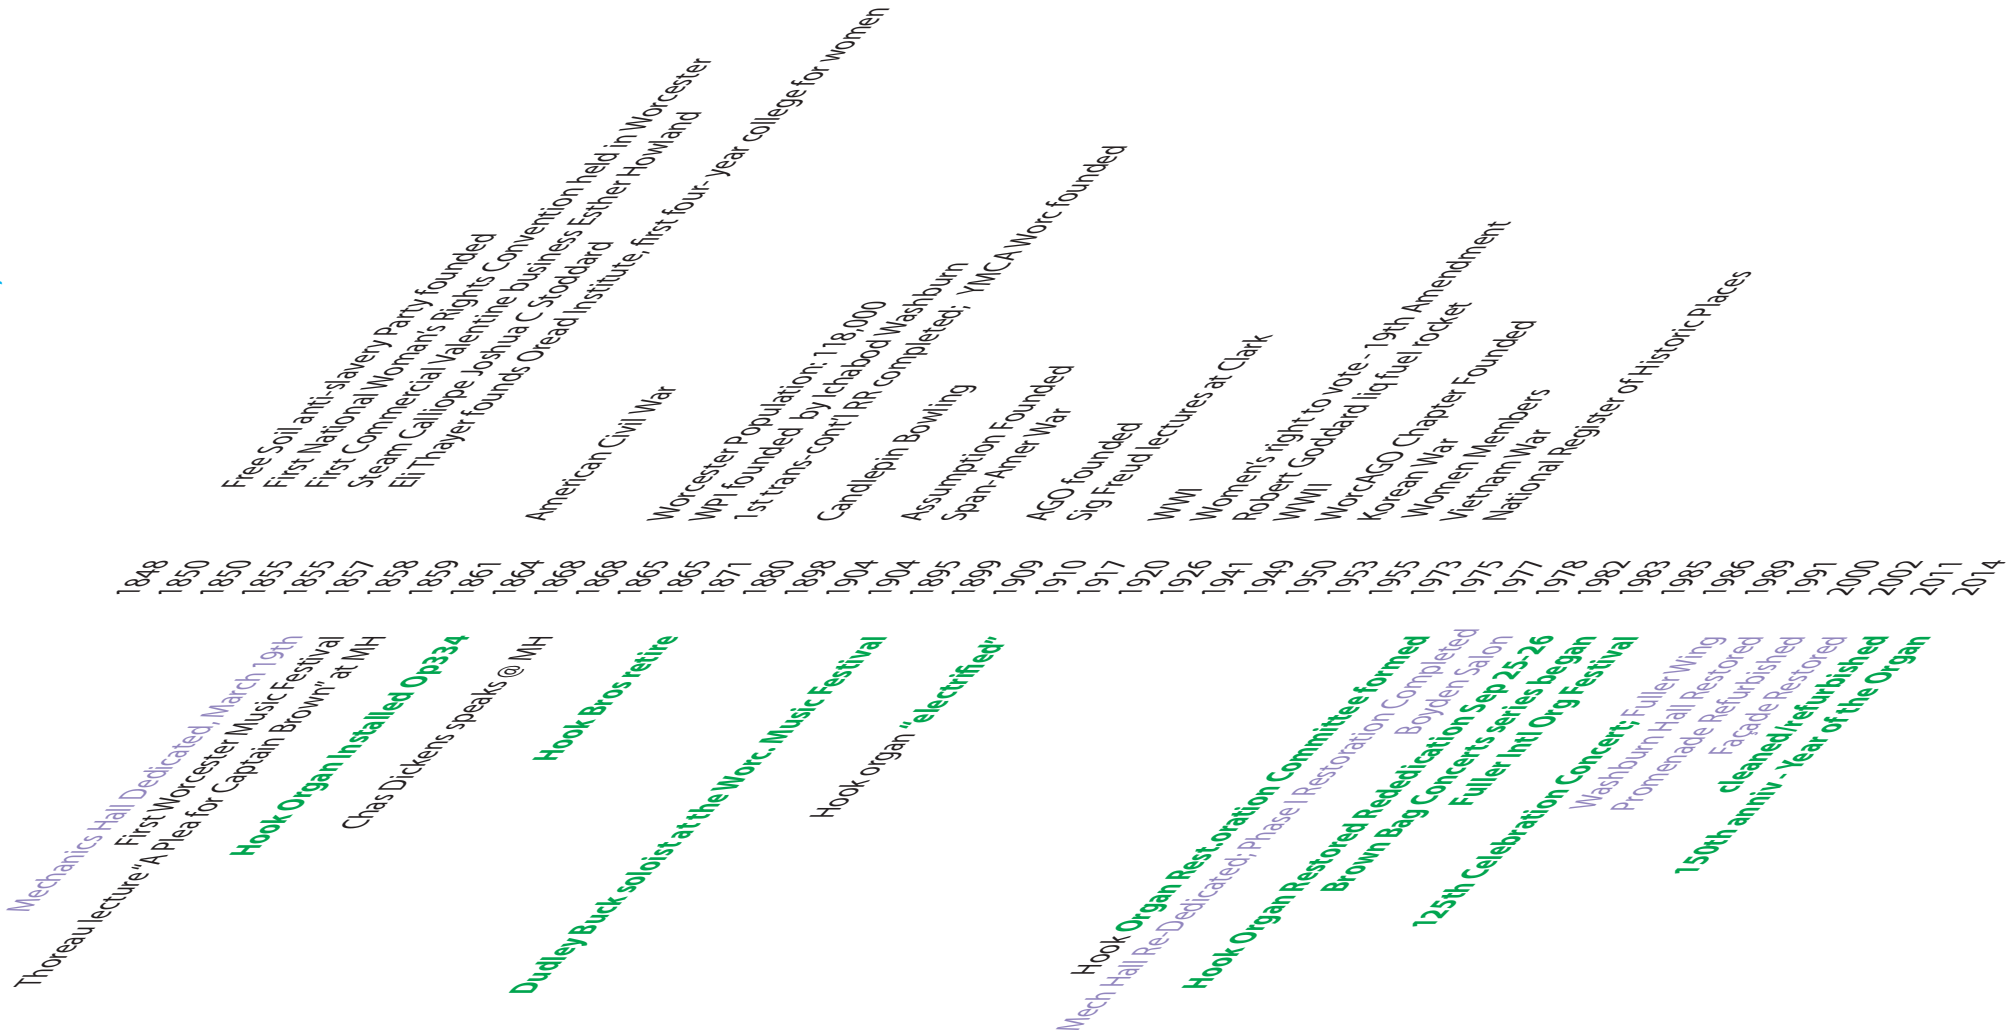 Free Soil anti-slavery Party founded
First National Woman's Rights Convention held in Worcester
First Commercial Valentine business Esther Howland
Steam Calliope Joshua C Stoddard
Eli Thayer founds Oread Institute, first four- year college for women
American Civil War
Worcester Population: 118,000
WPI founded by Ichabod Washburn
1st trans-cont'l RR completed; YMCA Worc founded
Candlepin Bowling
Assumption Founded
Span-Amer War
AGO founded
Sig Freud lectures at Clark
WWI
Women's right to vote - 19th Amendment
Robert Goddard liq fuel rocket
WWII
WorcAGO Chapter Founded
Korean War
Women Members
Vietnam War
National Register of Historic Places
1848
1850
1850
1855
1855
1857
1858
1859
1861
1864
1868
1868
1865
1865
1871
1880
1898
1904
1904
1895
1899
1909
1910
1917
1920
1926
1941
1949
1950
1953
1955
1973
1975
1977
1978
1982
1983
1985
1986
1989
1991
2000
2002
2011
2014
Mechanics Hall Dedicated, March 19th
First Worcester Music Festival
Thoreau lecture "A Plea for Captain Brown" at MH
Hook Organ Installed Op334
Chas Dickens speaks @ MH
Hook Bros retire
Dudley Buck soloist at the Worc. Music Festival
Hook organ "electrified"
Hook Organ Rest.oration Committee formed
Mech Hall Re-Dedicated; Phase I Restoration Completed
Boyden Salon
Hook Organ Restored Rededication Sep 25-26
Brown Bag Concerts series began
Fuller Intl Org Festival
125th Celebration Concert; Fuller Wing
Washburn Hall Restored
Promenade Refurbished
Façade Restored
cleaned/refurbished
150th anniv - Year of the Organ